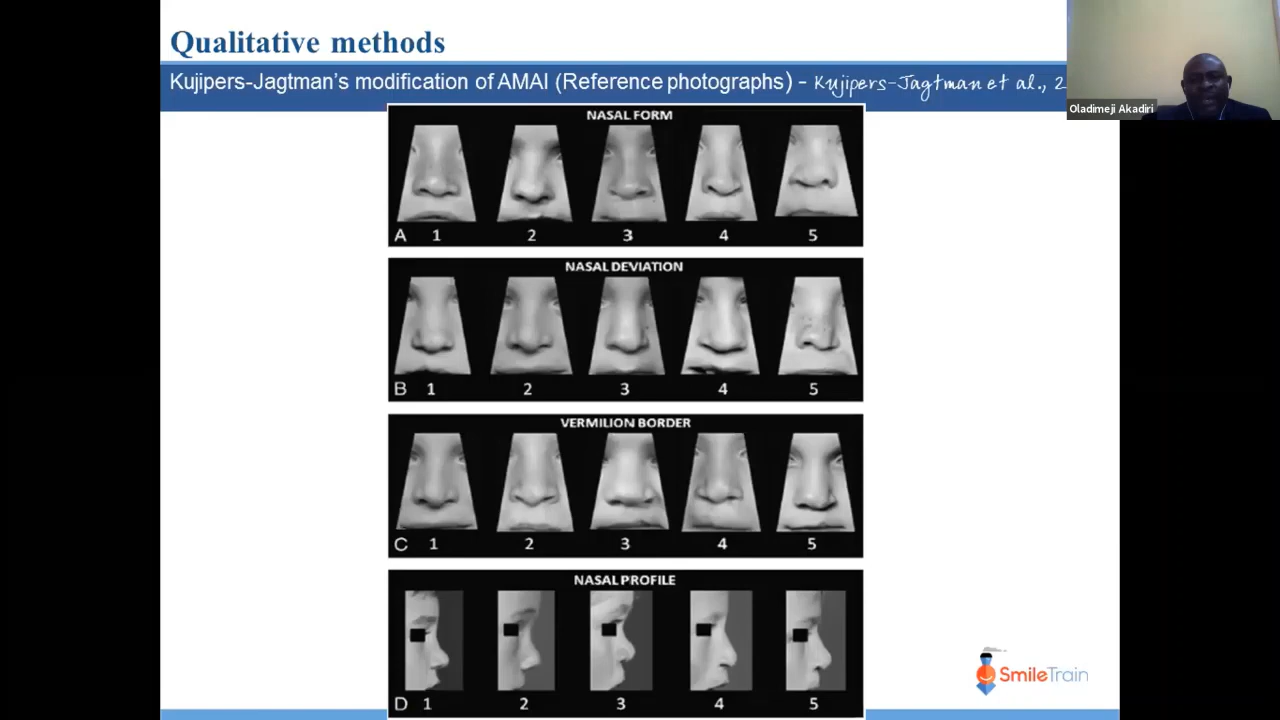 Qualitative methods
Kujipers-Jagtman's modification of AMAI (Reference photographs) - Kujipers-Jagtman et al., 2
Oladimeji Akadiri
NASAL FORM
A 1 2 3 4 5
NASAL DEVIATION
B 1 2 3 4 5
VERMILION BORDER
C 1 2 3 4 5
NASAL PROFILE
D 1 2 3 4 5
SmileTrain